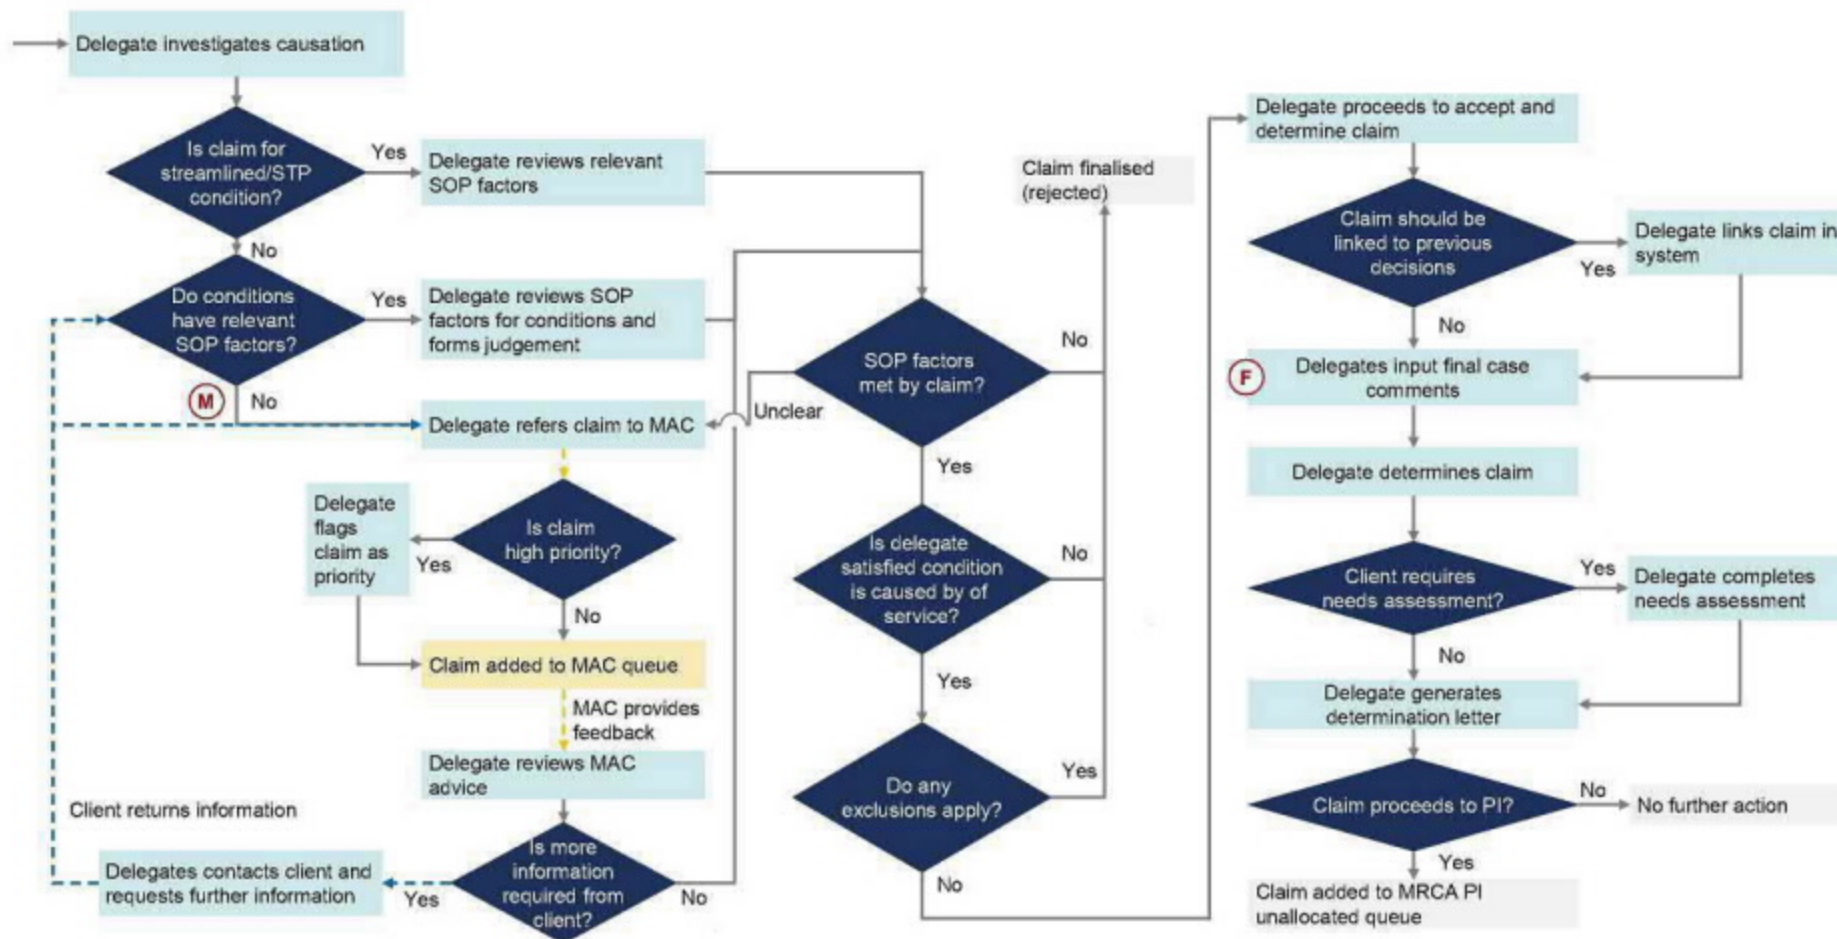 Delegate investigates causation
Is claim for
streamlined/STP
condition?
Yes
Delegate reviews relevant
SOP factors
No
Do conditions
have relevant
SOP factors?
Yes
Delegate reviews SOP
factors for conditions and
forms judgement
M
No
Delegate refers claim to MAC
Unclear
Delegate
flags
claim as
priority
Yes
Is claim
high priority?
No
Claim added to MAC queue
MAC provides
feedback
Delegate reviews MAC
advice
Client returns information
Is more
information
required from
client?
Yes
Delegates contacts client and
requests further information
No
SOP factors
met by claim?
No
Claim finalised
(rejected)
Yes
Is delegate
satisfied condition
is caused by of
service?
No
Yes
Do any
exclusions apply?
Yes
No
Delegate proceeds to accept and
determine claim
Claim should be
linked to previous
decisions
Yes
Delegate links claim in
system
No
F
Delegates input final case
comments
Delegate determines claim
Client requires
needs assessment?
Yes
Delegate completes
needs assessment
No
Delegate generates
determination letter
Claim proceeds to PI?
No
No further action
Yes
Claim added to MRCA PI
unallocated queue